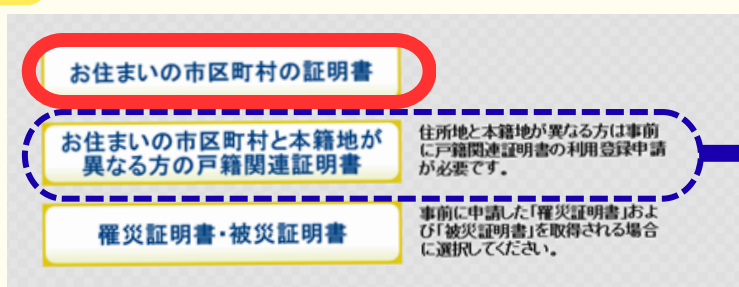 お住まいの市区町村の証明書
お住まいの市区町村と本籍地が
異なる方の戸籍関連証明書
住所地と本籍地が異なる方は事前
に戸籍関連証明書の利用登録申請
が必要です。
罹災証明書・被災証明書
事前に申請した「罹災証明書」およ
び「被災証明書」を取得される場合
に選択してください。